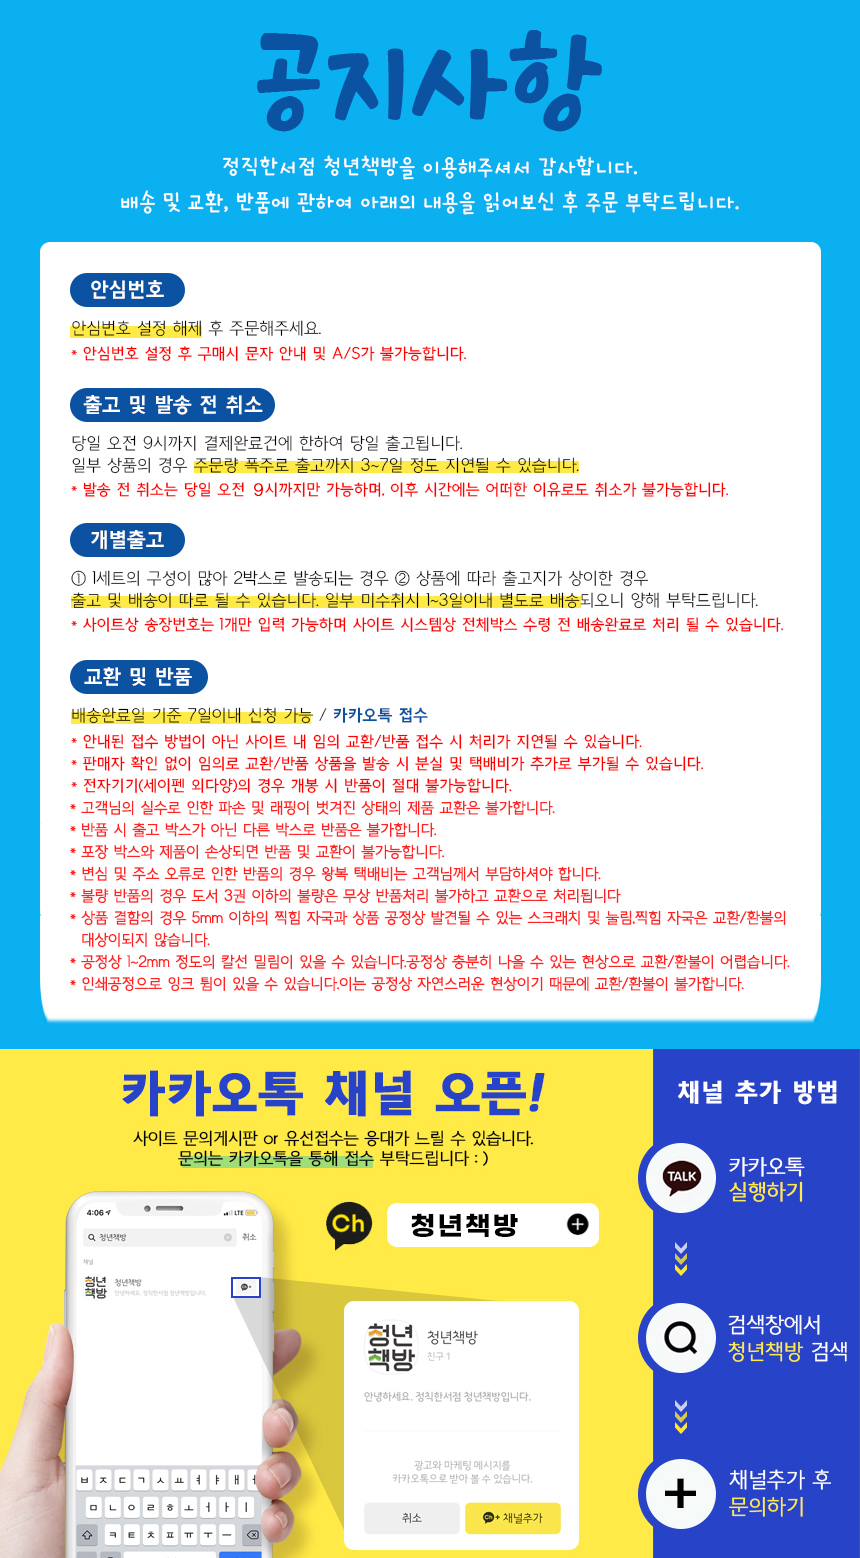 공지사항
정직한서점 청년책방을 이용해주셔서 감사합니다.
배송 및 교환, 반품에 관하여 아래의 내용을 읽어보신 후 주문 부탁드립니다.
안심번호
안심번호 설정 해제 후 주문해주세요.
* 안심번호 설정 후 구매시 문자 안내 및 A/S가 불가능합니다.
출고 및 발송 전 취소
당일 오전 9시까지 결제완료건에 한하여 당일 출고됩니다.
일부 상품의 경우 주문량 폭주로 출고까지 3~7일 정도 지연될 수 있습니다.
* 발송 전 취소는 당일 오전 9시까지만 가능하며, 이후 시간에는 어떠한 이유로도 취소가 불가능합니다.
개별출고
① 1세트의 구성이 많아 2박스로 발송되는 경우 ② 상품에 따라 출고지가 상이한 경우
출고 및 배송이 따로 될 수 있습니다. 일부 미수취시 1~3일이내 별도로 배송되오니 양해 부탁드립니다.
* 사이트상 송장번호는 1개만 입력 가능하며 사이트 시스템상 전체박스 수령 전 배송완료로 처리 될 수 있습니다.
교환 및 반품
배송완료일 기준 7일이내 신청 가능 / 카카오톡 접수
* 안내된 접수 방법이 아닌 사이트 내 임의 교환/반품 접수 시 처리가 지연될 수 있습니다.
* 판매자 확인 없이 임의로 교환/반품 상품을 발송 시 분실 및 택배비가 추가로 부가될 수 있습니다.
* 전자기기(세이펜 외다양)의 경우 개봉 시 반품이 절대 불가능합니다.
* 고객님의 실수로 인한 파손 및 래핑이 벗겨진 상태의 제품 교환은 불가합니다.
* 반품 시 출고 박스가 아닌 다른 박스로 반품은 불가합니다.
* 포장 박스와 제품이 손상되면 반품 및 교환이 불가능합니다.
* 변심 및 주소 오류로 인한 반품의 경우 왕복 택배비는 고객님께서 부담하셔야 합니다.
* 불량 반품의 경우 도서 3권 이하의 불량은 무상 반품처리 불가하고 교환으로 처리됩니다
* 상품 결함의 경우 5mm 이하의 찍힘 자국과 상품 공정상 발견될 수 있는 스크래치 및 눌림,찍힘 자국은 교환/환불의
대상이되지 않습니다.
* 공정상 1~2mm 정도의 칼선 밀림이 있을 수 있습니다.공정상 충분히 나올 수 있는 현상으로 교환/환불이 어렵습니다.
* 인쇄공정으로 잉크 튐이 있을 수 있습니다.이는 공정상 자연스러운 현상이기 때문에 교환/환불이 불가합니다.
카카오톡 채널 오픈!
사이트 문의게시판 or 유선접수는 응대가 느릴 수 있습니다.
문의는 카카오톡을 통해 접수 부탁드립니다 : )
Ch 청년책방
4:06 LTE
청년책방 취소
채널
청년책방 청년책방
안녕하세요, 정직한서점 청년책방입니다.
청년책방 청년책방
친구 1
안녕하세요, 정직한서점 청년책방입니다.
광고와 마케팅 메시지를
카카오톡으로 받아 볼 수 있습니다.
취소 Ch+ 채널추가
ㅂ ㅈ ㄷ ㄱ ㅅ ㅛ ㅕ ㅑ ㅐ ㅔ
ㅁ ㄴ ㅇ ㄹ ㅎ ㅗ ㅓ ㅏ ㅣ
ㅋ ㅌ ㅊ ㅍ ㅠ ㅜ ㅡ
채널 추가 방법
TALK
카카오톡
실행하기
검색창에서
청년책방 검색
채널추가 후
문의하기